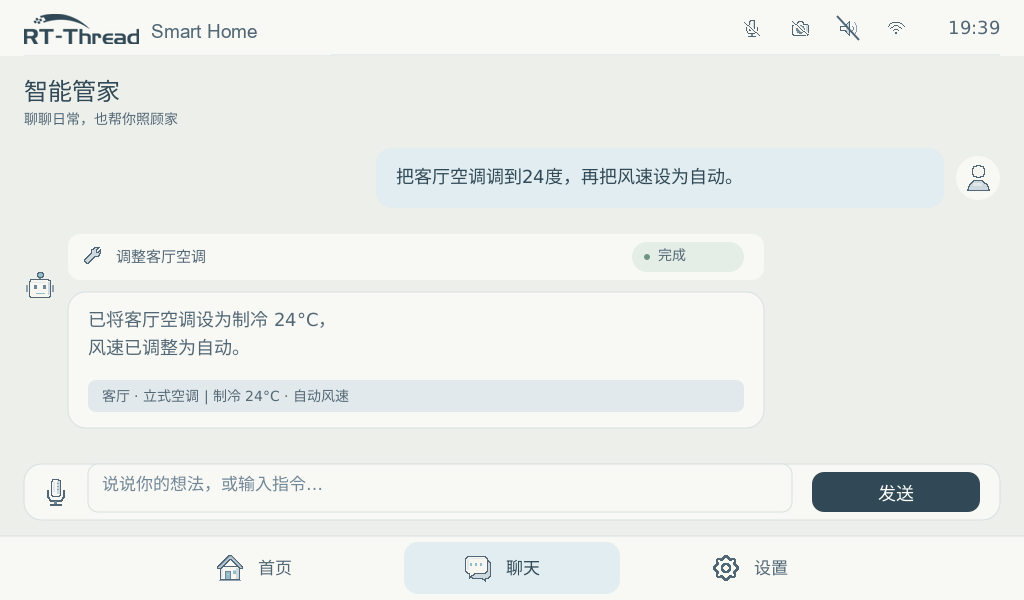 RT-Thread Smart Home 19:39
智能管家
聊聊日常，也帮你照顾家
把客厅空调调到24度，再把风速设为自动。
调整客厅空调 完成
已将客厅空调设为制冷 24°C，
风速已调整为自动。
客厅 · 立式空调 | 制冷 24°C · 自动风速
说说你的想法，或输入指令... 发送
首页 聊天 设置